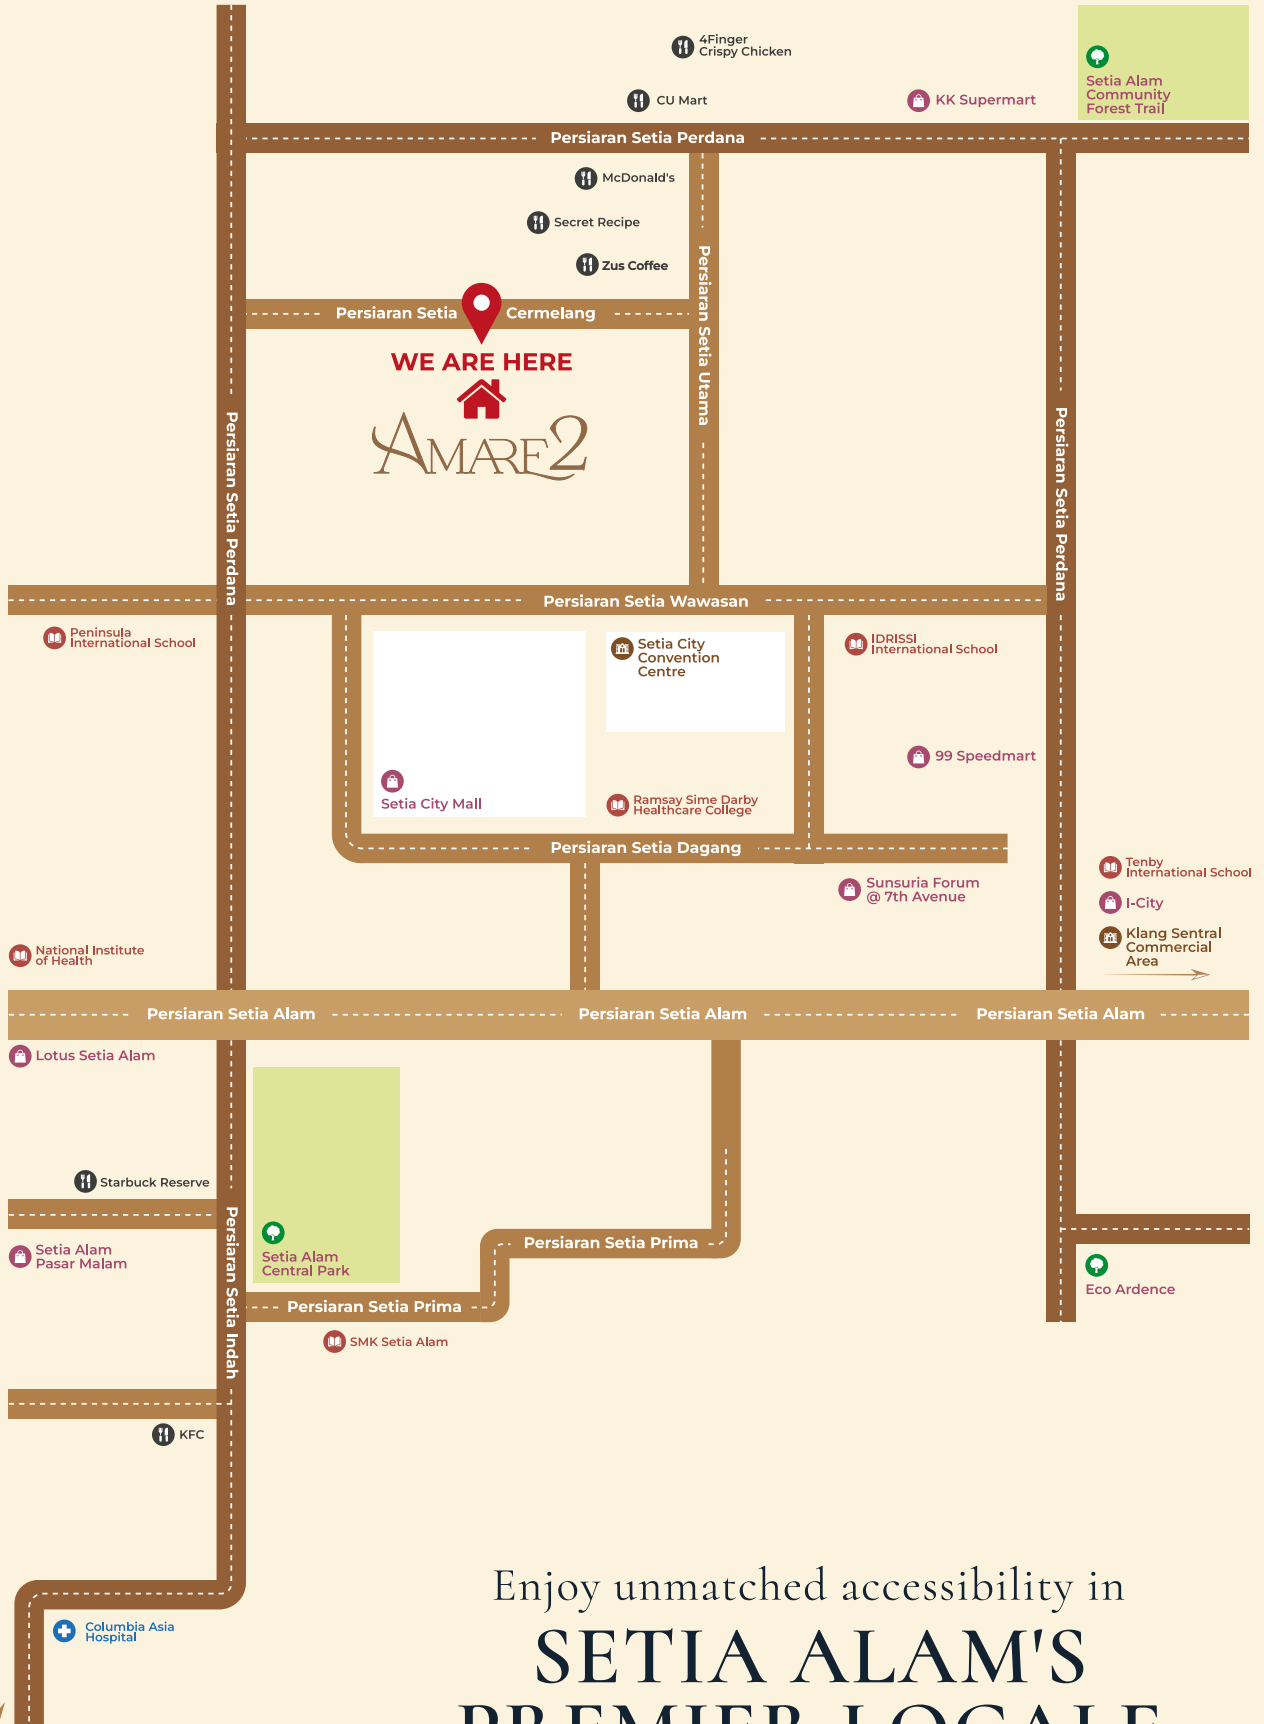 4Finger
Crispy Chicken
CU Mart
KK Supermart
Setia Alam
Community
Forest Trail
Persiaran Setia Perdana
McDonald's
Secret Recipe
Zus Coffee
Persiaran Setia Cermelang
WE ARE HERE
AMARE2
Persiaran Setia Utama
Persiaran Setia Perdana
Persiaran Setia Perdana
Persiaran Setia Wawasan
Peninsula
International School
Setia City
Convention
Centre
IDRISSI
International School
99 Speedmart
Setia City Mall
Ramsay Sime Darby
Healthcare College
Persiaran Setia Dagang
Sunsuria Forum
@ 7th Avenue
Tenby
International School
I-City
Klang Sentral
Commercial
Area
National Institute
of Health
Persiaran Setia Alam
Persiaran Setia Alam
Persiaran Setia Alam
Lotus Setia Alam
Starbuck Reserve
Setia Alam
Pasar Malam
Persiaran Setia Indah
Setia Alam
Central Park
Persiaran Setia Prima
Persiaran Setia Prima
SMK Setia Alam
Eco Ardence
KFC
Columbia Asia
Hospital
Enjoy unmatched accessibility in
SETIA ALAM'S
PREMIER LOCALE